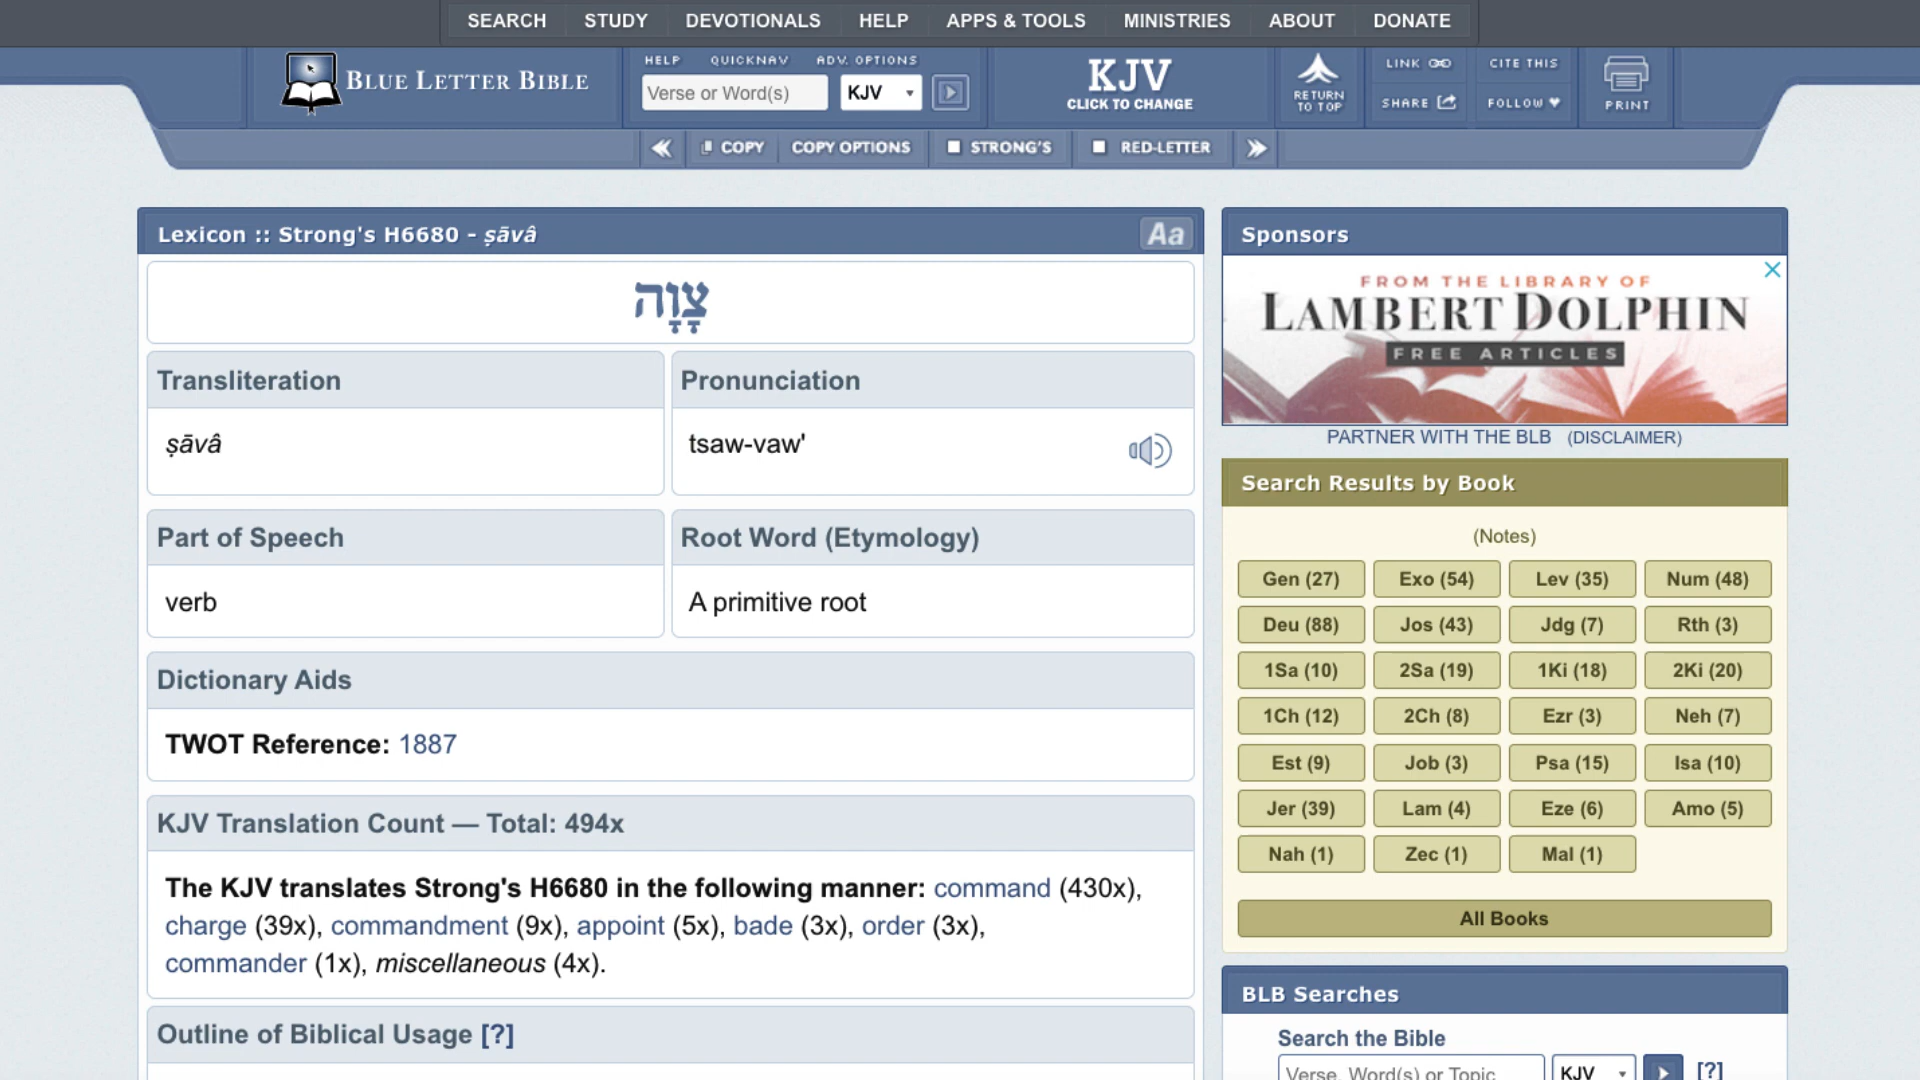 SEARCH STUDY DEVOTIONALS HELP APPS & TOOLS MINISTRIES ABOUT DONATE
BLUE LETTER BIBLE
HELP QUICKNAV ADV. OPTIONS
Verse or Word(s) KJV
KJV
CLICK TO CHANGE
RETURN
TO TOP
LINK CITE THIS
SHARE FOLLOW
PRINT
COPY COPY OPTIONS STRONG'S RED-LETTER
Lexicon :: Strong's H6680 - ṣāvâ Aa
צָוָה
Transliteration
ṣāvâ
Pronunciation
tsaw-vaw'
Part of Speech
verb
Root Word (Etymology)
A primitive root
Dictionary Aids
TWOT Reference: 1887
KJV Translation Count — Total: 494x
The KJV translates Strong's H6680 in the following manner: command (430x),
charge (39x), commandment (9x), appoint (5x), bade (3x), order (3x),
commander (1x), miscellaneous (4x).
Outline of Biblical Usage [?]
Sponsors
FROM THE LIBRARY OF
LAMBERT DOLPHIN
FREE ARTICLES
PARTNER WITH THE BLB (DISCLAIMER)
Search Results by Book
(Notes)
Gen (27) Exo (54) Lev (35) Num (48)
Deu (88) Jos (43) Jdg (7) Rth (3)
1Sa (10) 2Sa (19) 1Ki (18) 2Ki (20)
1Ch (12) 2Ch (8) Ezr (3) Neh (7)
Est (9) Job (3) Psa (15) Isa (10)
Jer (39) Lam (4) Eze (6) Amo (5)
Nah (1) Zec (1) Mal (1)
All Books
BLB Searches
Search the Bible
Verse, Word(s) or Topic KJV [?]